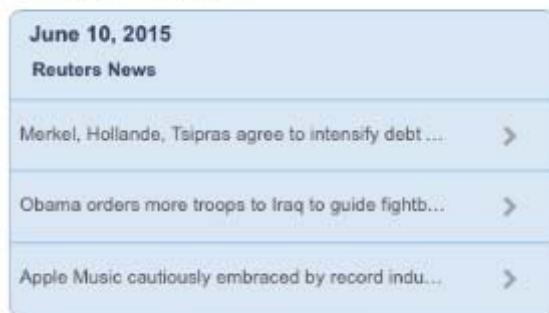 June 10, 2015
Reuters News
Merkel, Hollande, Tsipras agree to intensify debt ...
Obama orders more troops to Iraq to guide fightb...
Apple Music cautiously embraced by record indu...